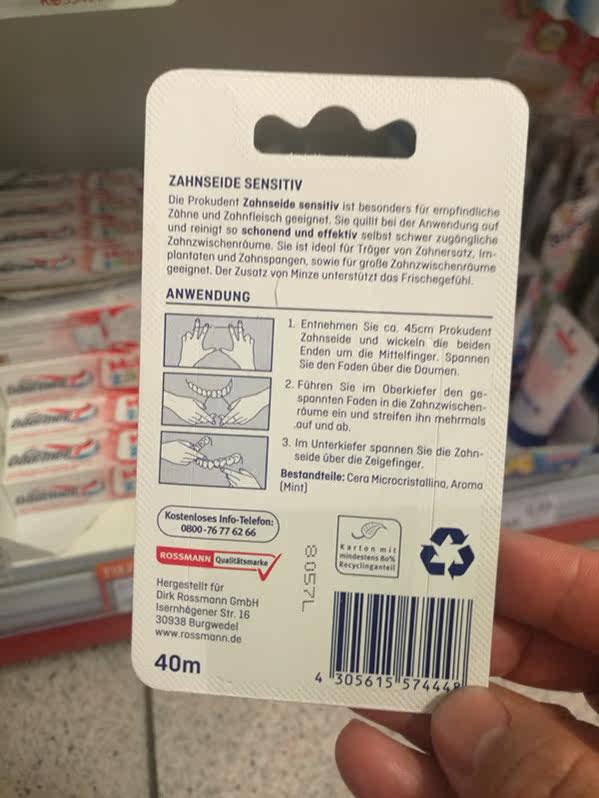 ZAHNSEIDE SENSITIV
Die Prokudent Zahnseide sensitiv ist besonders für empfindliche
Zähne und Zahnfleisch geeignet. Sie quillt bei der Anwendung auf
und reinigt so schonend und effektiv selbst schwer zugängliche
Zahnzwischenräume. Sie ist ideal für Träger von Zahnersatz, Im-
plantaten und Zahnspangen, sowie für große Zahnzwischenräume
geeignet. Der Zusatz von Minze unterstützt das Frischegefühl.
ANWENDUNG
1. Entnehmen Sie ca. 45cm Prokudent
Zahnseide und wickeln die beiden
Enden um die Mittelfinger. Spannen
Sie den Faden über die Daumen.
2. Führen Sie im Oberkiefer den ge-
spannten Faden in die Zahnzwischen-
räume ein und streifen ihn mehrmals
auf und ab.
3. Im Unterkiefer spannen Sie die Zahn-
seide über die Zeigefinger.
Bestandteile: Cera Microcristallina, Aroma
(Mint)
Kostenloses Info-Telefon:
0800-76 77 62 66
ROSSMANN Qualitätsmarke
Hergestellt für
Dirk Rossmann GmbH
Isernhägener Str. 16
30938 Burgwedel
www.rossmann.de
40m
8057L
Karton mit
mindestens 80%
Recyclinganteil
4 305615 574448